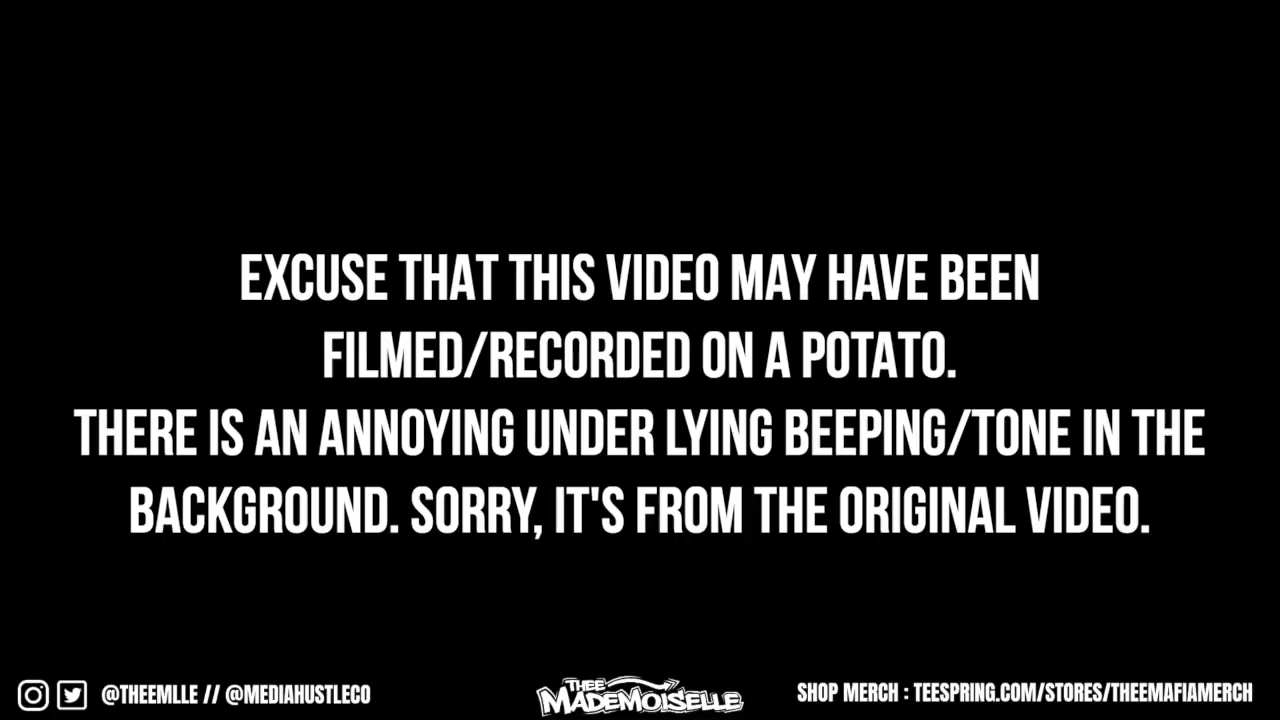 EXCUSE THAT THIS VIDEO MAY HAVE BEEN
FILMED/RECORDED ON A POTATO.
THERE IS AN ANNOYING UNDER LYING BEEPING/TONE IN THE
BACKGROUND. SORRY, IT'S FROM THE ORIGINAL VIDEO.
@THEEMLLE // @MEDIAHUSTLECO
THEE
MADEMOISELLE
SHOP MERCH : TEESPRING.COM/STORES/THEEMAFIAMERCH